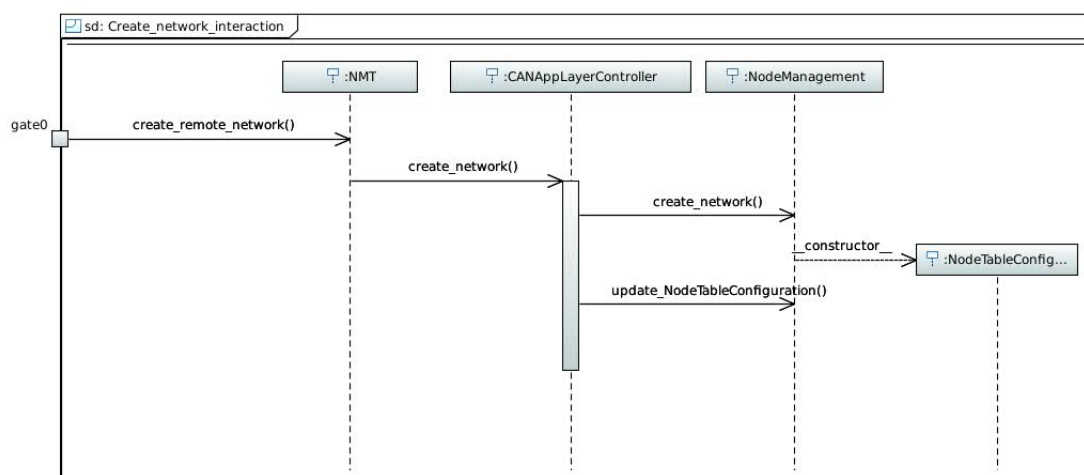 sd: Create_network_interaction
:NMT
:CANAppLayerController
:NodeManagement
gate0
create_remote_network()
create_network()
create_network()
__constructor__
:NodeTableConfig...
update_NodeTableConfiguration()